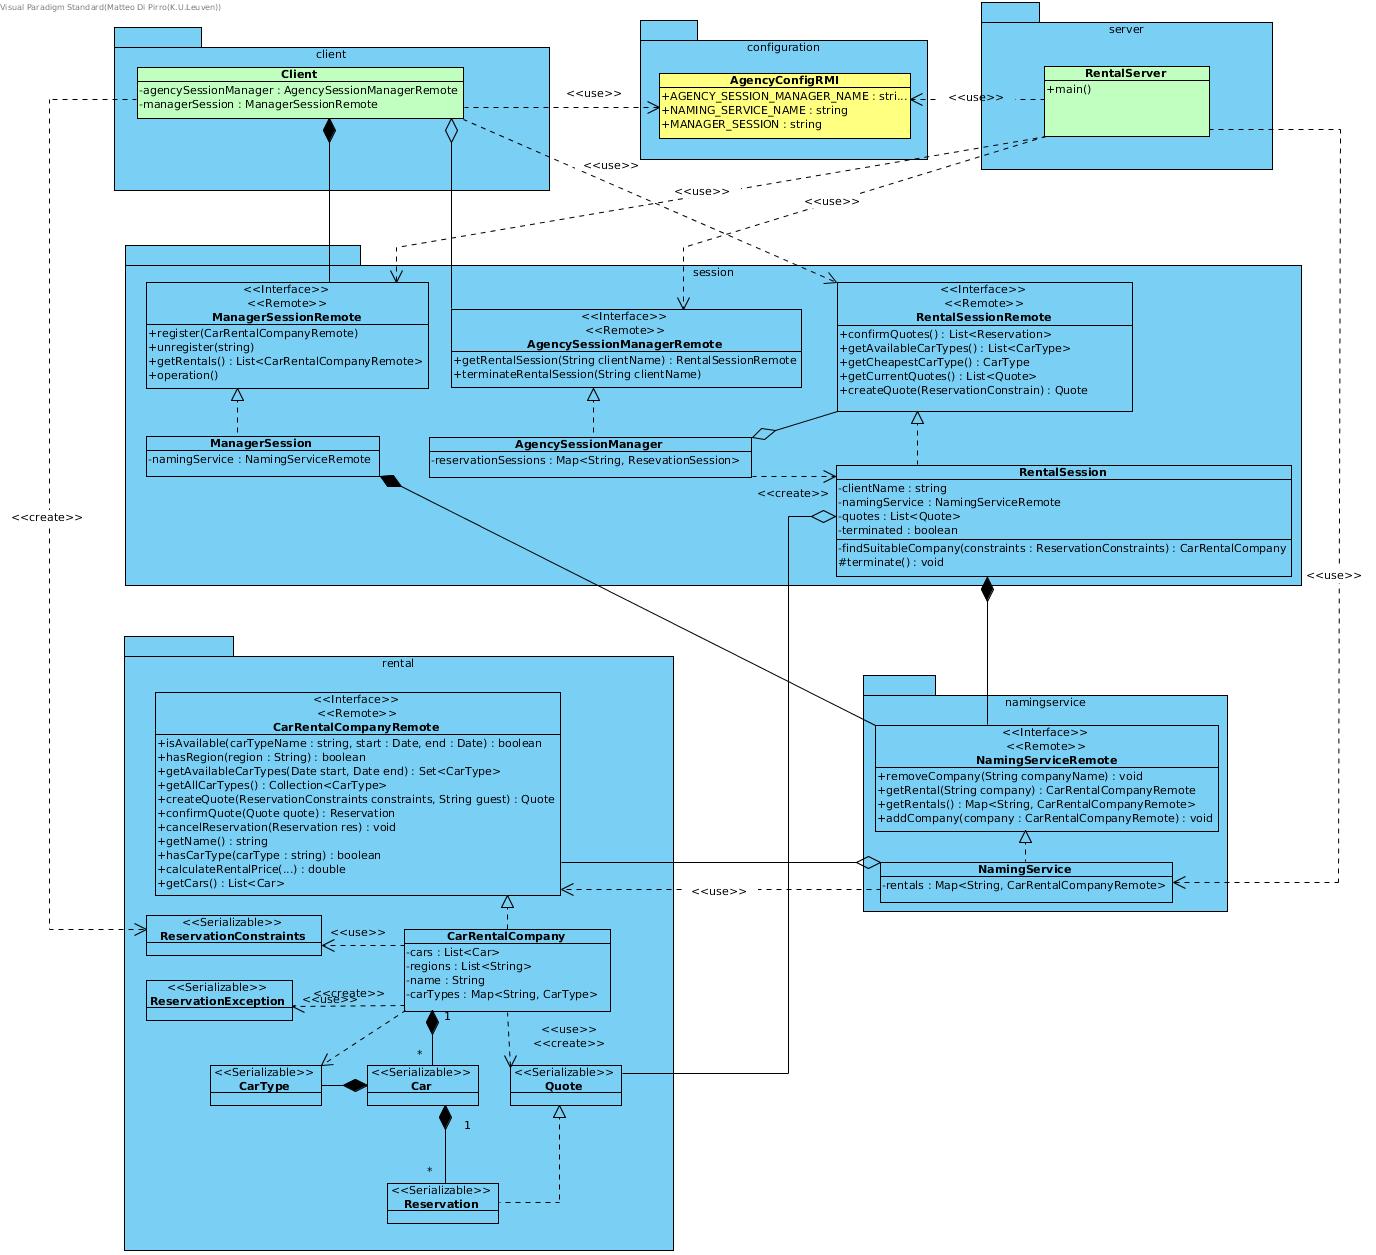 Visual Paradigm Standard(Matteo Di Pirro(K.U.Leuven))
client
Client
-agencySessionManager : AgencySessionManagerRemote
-managerSession : ManagerSessionRemote
<<use>>
configuration
AgencyConfigRMI
+AGENCY_SESSION_MANAGER_NAME : stri...
+NAMING_SERVICE_NAME : string
+MANAGER_SESSION : string
<<use>>
server
RentalServer
+main()
<<use>>
<<use>>
<<use>>
session
<<Interface>>
<<Remote>>
ManagerSessionRemote
+register(CarRentalCompanyRemote)
+unregister(string)
+getRentals() : List<CarRentalCompanyRemote>
+operation()
<<Interface>>
<<Remote>>
AgencySessionManagerRemote
+getRentalSession(String clientName) : RentalSessionRemote
+terminateRentalSession(String clientName)
<<Interface>>
<<Remote>>
RentalSessionRemote
+confirmQuotes() : List<Reservation>
+getAvailableCarTypes() : List<CarType>
+getCheapestCarType() : CarType
+getCurrentQuotes() : List<Quote>
+createQuote(ReservationConstrain) : Quote
ManagerSession
-namingService : NamingServiceRemote
AgencySessionManager
-reservationSessions : Map<String, ResevationSession>
<<create>>
RentalSession
-clientName : string
-namingService : NamingServiceRemote
-quotes : List<Quote>
-terminated : boolean
-findSuitableCompany(constraints : ReservationConstraints) : CarRentalCompany
#terminate() : void
<<create>>
<<use>>
rental
<<Interface>>
<<Remote>>
CarRentalCompanyRemote
+isAvailable(carTypeName : string, start : Date, end : Date) : boolean
+hasRegion(region : String) : boolean
+getAvailableCarTypes(Date start, Date end) : Set<CarType>
+getAllCarTypes() : Collection<CarType>
+createQuote(ReservationConstraints constraints, String guest) : Quote
+confirmQuote(Quote quote) : Reservation
+cancelReservation(Reservation res) : void
+getName() : string
+hasCarType(carType : string) : boolean
+calculateRentalPrice(...) : double
+getCars() : List<Car>
namingservice
<<Interface>>
<<Remote>>
NamingServiceRemote
+removeCompany(String companyName) : void
+getRental(String company) : CarRentalCompanyRemote
+getRentals() : Map<String, CarRentalCompanyRemote>
+addCompany(company : CarRentalCompanyRemote) : void
NamingService
-rentals : Map<String, CarRentalCompanyRemote>
<<use>>
<<Serializable>>
ReservationConstraints
<<use>>
CarRentalCompany
-cars : List<Car>
-regions : List<String>
-name : String
-carTypes : Map<String, CarType>
<<Serializable>>
ReservationException
<<create>>
<<use>>
1
*
<<use>>
<<create>>
<<Serializable>>
CarType
<<Serializable>>
Car
<<Serializable>>
Quote
1
*
<<Serializable>>
Reservation